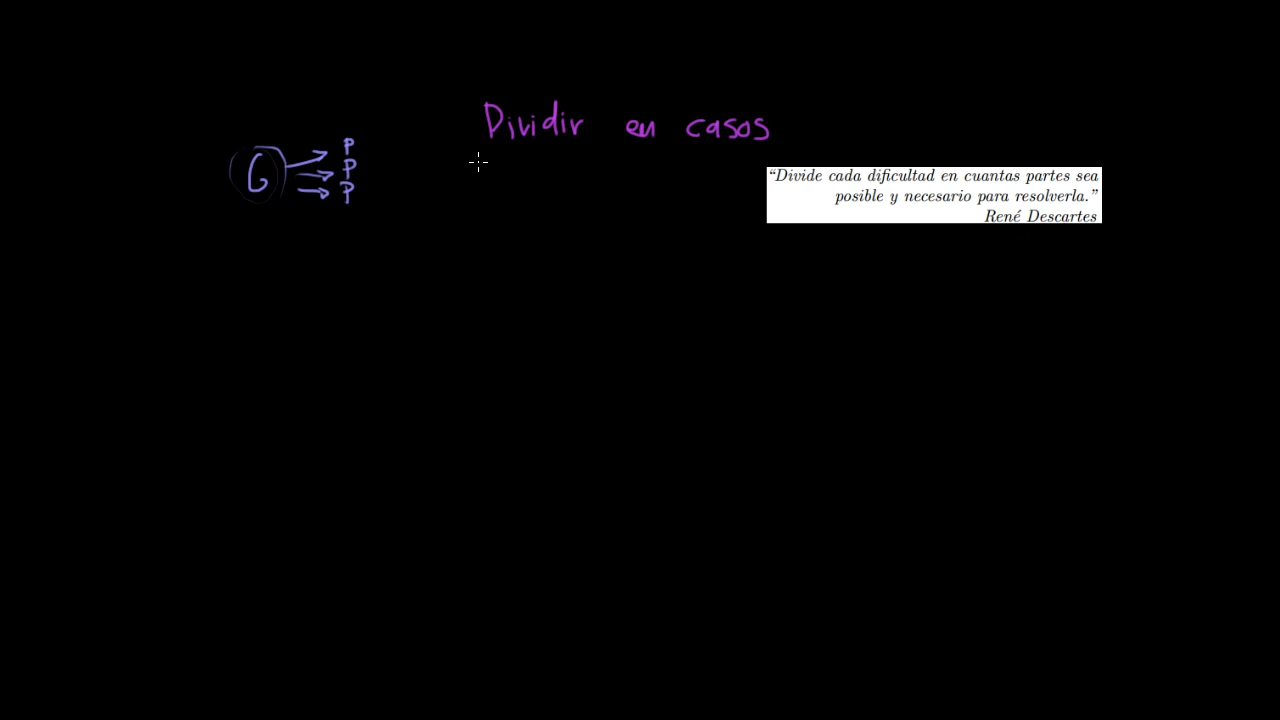 Dividir en casos
G P
P
P
“Divide cada dificultad en cuantas partes sea
posible y necesario para resolverla.”
René Descartes